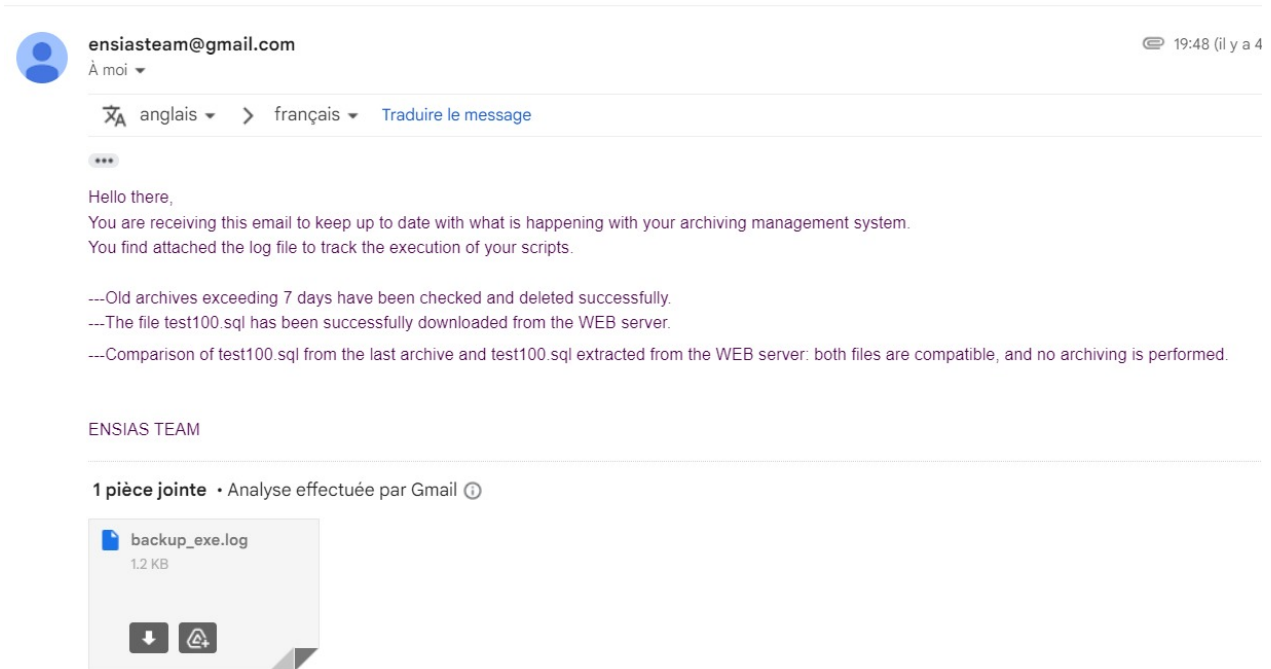 ensiasteam@gmail.com
19:48 (il y a 4
À moi
anglais > français Traduire le message
Hello there,
You are receiving this email to keep up to date with what is happening with your archiving management system.
You find attached the log file to track the execution of your scripts.
---Old archives exceeding 7 days have been checked and deleted successfully.
---The file test100.sql has been successfully downloaded from the WEB server.
---Comparison of test100.sql from the last archive and test100.sql extracted from the WEB server: both files are compatible, and no archiving is performed.
ENSIAS TEAM
1 pièce jointe • Analyse effectuée par Gmail
backup_exe.log
1.2 KB